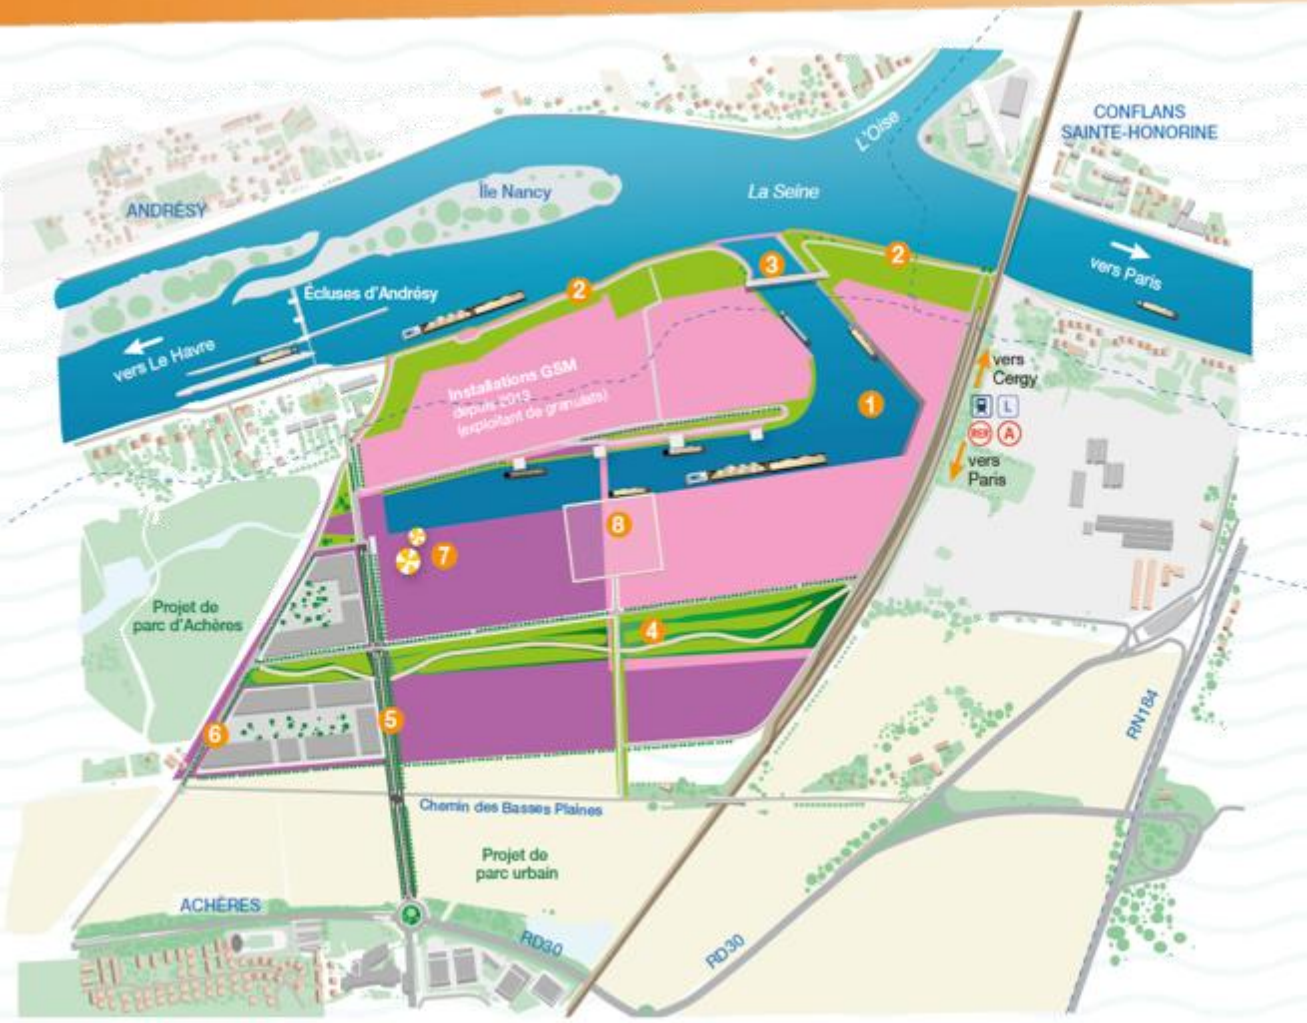 CONFLANS
SAINTE-HONORINE
L'Oise
Île Nancy
La Seine
ANDRÉSY
2
3
vers Paris
Écluses d'Andrésy
2
vers Le Havre
vers
Cergy
Installations GSM
depuis 2013
(exploitant de granulats)
1
L
RER A
vers
Paris
8
7
Projet de
parc d'Achères
4
5
6
RN184
Chemin des Basses Plaines
Projet de
parc urbain
ACHÈRES
RD30
RD30